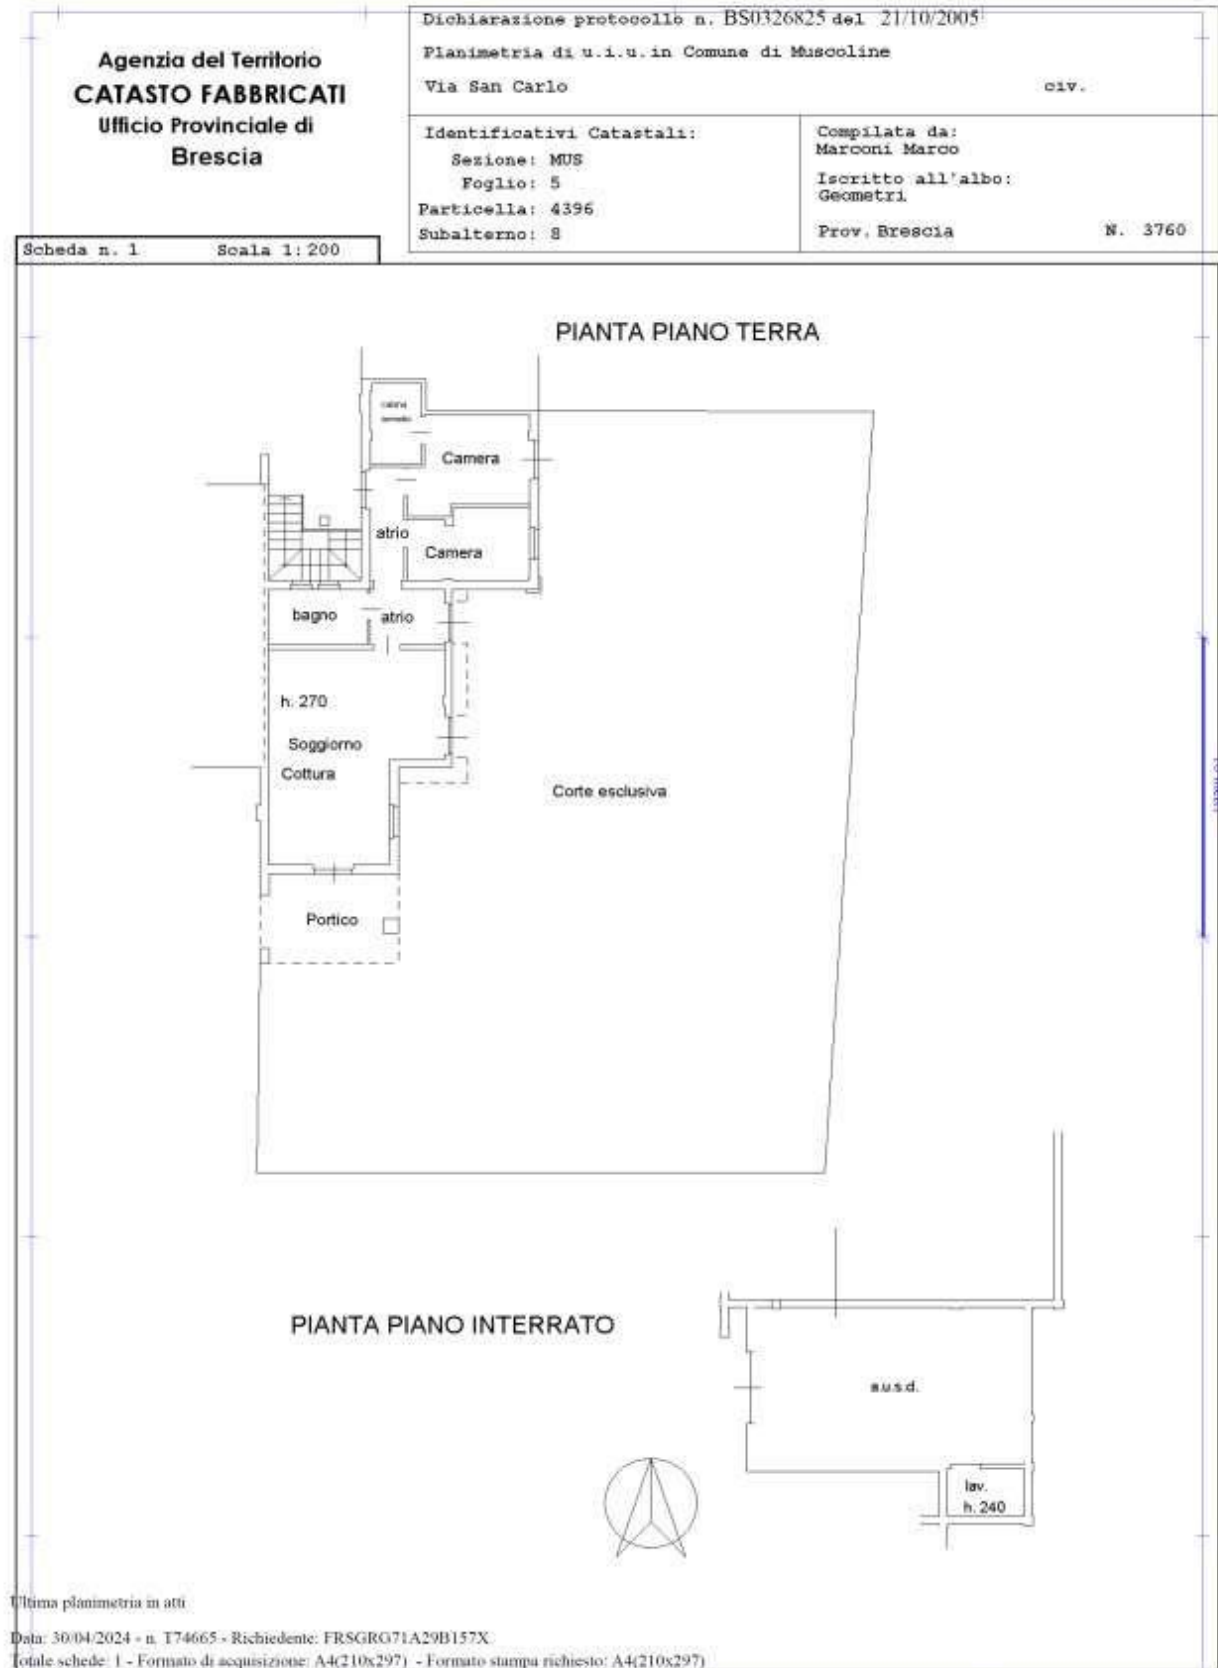 Agenzia del Territorio
CATASTO FABBRICATI
Ufficio Provinciale di
Brescia
Dichiarazione protocollo n. BS0326825 del 21/10/2005
Planimetria di u.i.u. in Comune di Muscoline
Via San Carlo civ.
Identificativi Catastali:
Sezione: MUS
Foglio: 5
Particella: 4396
Subalterno: 8
Compilata da:
Marconi Marco
Iscritto all'albo:
Geometri
Prov. Brescia N. 3760
Scheda n. 1 Scala 1:200
PIANTA PIANO TERRA
Camera
atrio
Camera
bagno
atrio
h. 270
Soggiorno
Cottura
Corte esclusiva
Portico
PIANTA PIANO INTERRATO
s.u.s.d.
lav.
h. 240
Ultima planimetria in atti
Data: 30/04/2024 - n. T74665 - Richiedente: FRSGRG71A29B157X
Totale schede: 1 - Formato di acquisizione: A4(210x297) - Formato stampa richiesto: A4(210x297)